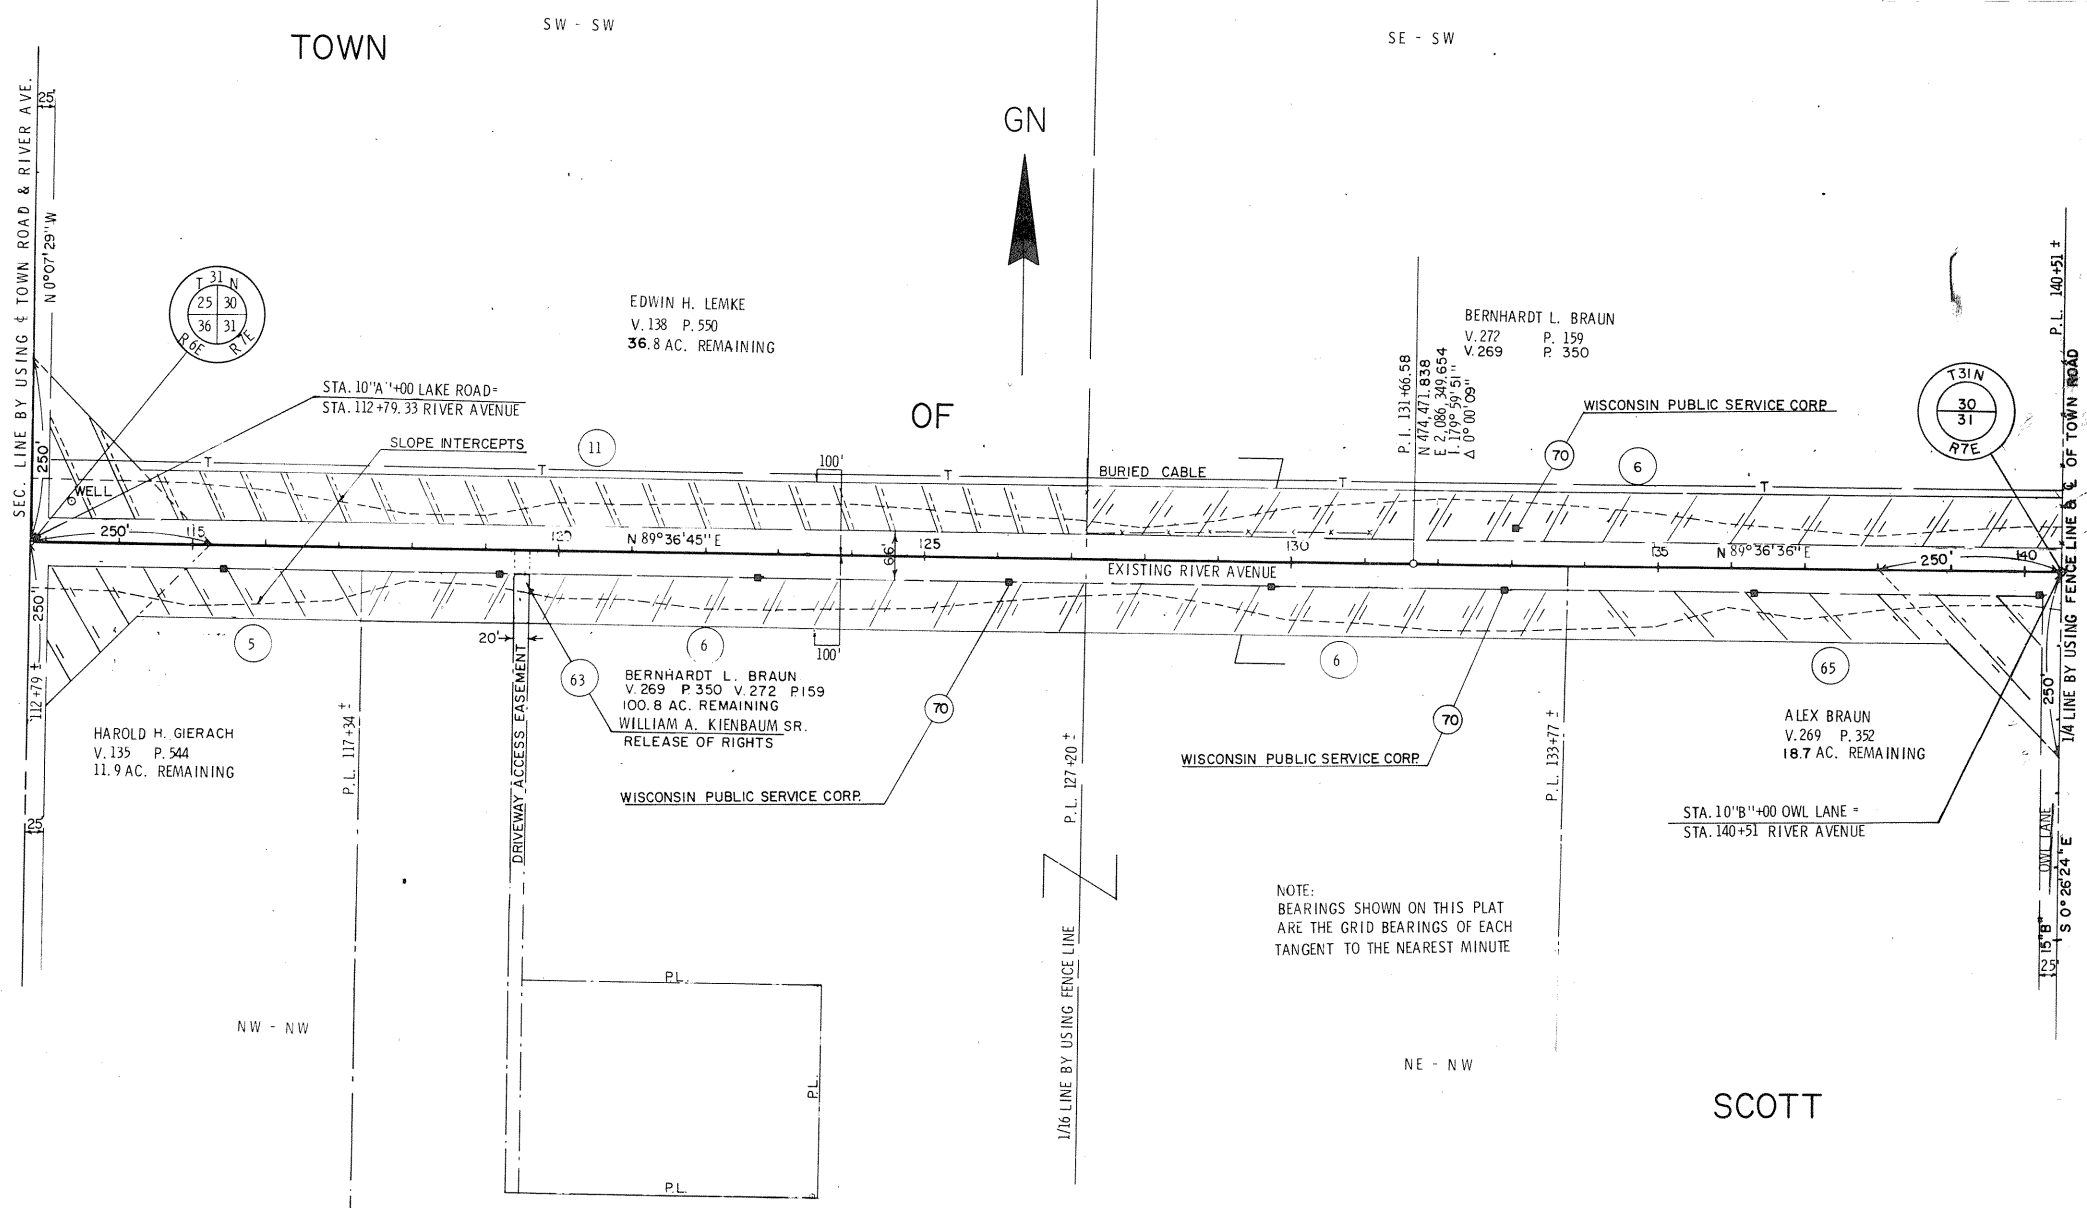 TOWN
SW - SW
SE - SW
25'
SEC. LINE BY USING ℄ TOWN ROAD & RIVER AVE.
N 0°07'29" W
GN
T 31 N
25 30
36 31
R 6E R 7E
EDWIN H. LEMKE
V. 138 P. 550
36.8 AC. REMAINING
BERNHARDT L. BRAUN
V. 272 P. 159
V. 269 P. 350
P. I. 131+66.58
N 474,471.838
E 2,086,349.654
I. 179° 59' 51"
Δ 0° 00' 09"
P. L. 140+51 ±
T31N
30
31
R7E
STA. 10"A"+00 LAKE ROAD=
STA. 112+79.33 RIVER AVENUE
OF
WISCONSIN PUBLIC SERVICE CORP.
SLOPE INTERCEPTS
11
70
6
250'
T
T
100'
T
BURIED CABLE
T
T
WELL
250'
115
120
N 89° 36' 45" E
66'
125
130
135
N 89° 36' 36" E
250'
140
EXISTING RIVER AVENUE
1/4 LINE BY USING FENCE LINE & ℄ OF TOWN ROAD
250'
112+79 ±
5
20'
6
100'
6
65
250'
63
BERNHARDT L. BRAUN
V. 269 P. 350 V. 272 P. 159
100.8 AC. REMAINING
WILLIAM A. KIENBAUM SR.
RELEASE OF RIGHTS
70
70
HAROLD H. GIERACH
V. 135 P. 544
11.9 AC. REMAINING
P. L. 117+34 ±
DRIVEWAY ACCESS EASEMENT
P. L. 127+20 ±
P. L. 133+77 ±
ALEX BRAUN
V. 269 P. 352
18.7 AC. REMAINING
WISCONSIN PUBLIC SERVICE CORP.
WISCONSIN PUBLIC SERVICE CORP.
25'
STA. 10"B"+00 OWL LANE =
STA. 140+51 RIVER AVENUE
OWL LANE
S 0° 26' 24" E
15"B"
25'
NOTE:
BEARINGS SHOWN ON THIS PLAT
ARE THE GRID BEARINGS OF EACH
TANGENT TO THE NEAREST MINUTE
1/16 LINE BY USING FENCE LINE
P.L.
P.L.
P.L.
NW - NW
NE - NW
SCOTT